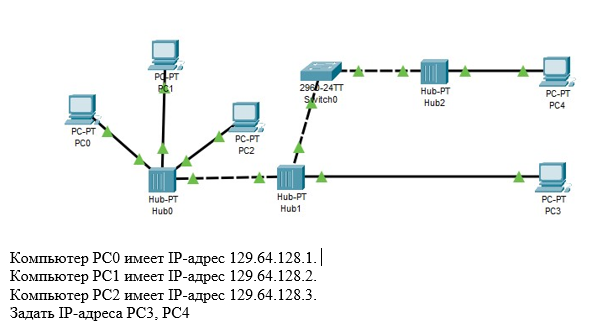 PC-PT
PC1
2960-24TT
Switch0
Hub-PT
Hub2
PC-PT
PC4
PC-PT
PC0
PC-PT
PC2
Hub-PT
Hub0
Hub-PT
Hub1
PC-PT
PC3
Компьютер PC0 имеет IP-адрес 129.64.128.1.
Компьютер PC1 имеет IP-адрес 129.64.128.2.
Компьютер PC2 имеет IP-адрес 129.64.128.3.
Задать IP-адреса PC3, PC4